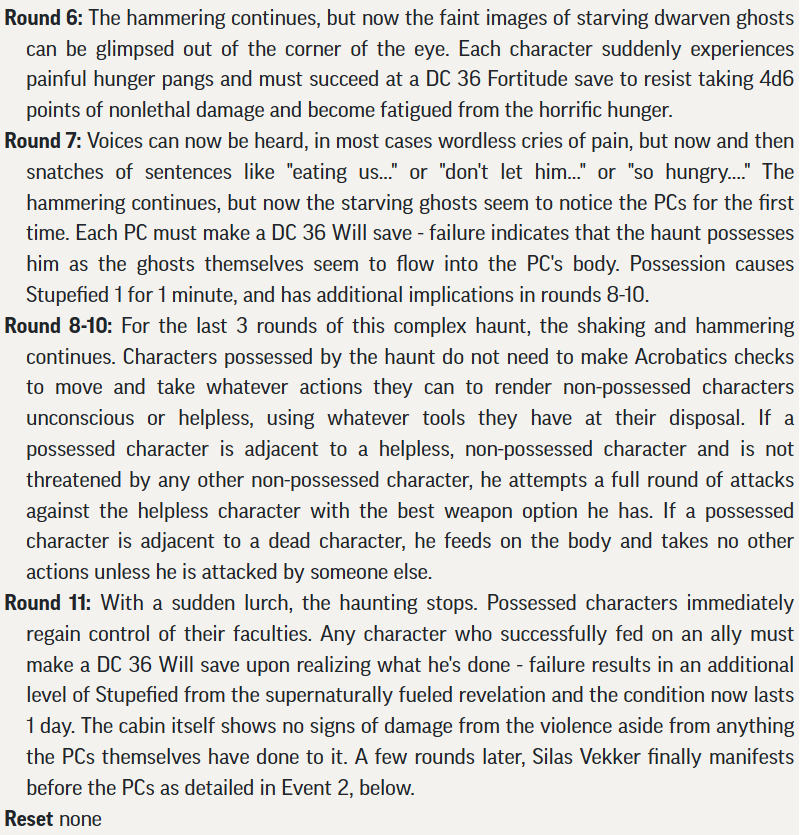 Round 6: The hammering continues, but now the faint images of starving dwarven ghosts
can be glimpsed out of the corner of the eye. Each character suddenly experiences
painful hunger pangs and must succeed at a DC 36 Fortitude save to resist taking 4d6
points of nonlethal damage and become fatigued from the horrific hunger.
Round 7: Voices can now be heard, in most cases wordless cries of pain, but now and then
snatches of sentences like "eating us..." or "don't let him..." or "so hungry...." The
hammering continues, but now the starving ghosts seem to notice the PCs for the first
time. Each PC must make a DC 36 Will save - failure indicates that the haunt possesses
him as the ghosts themselves seem to flow into the PC's body. Possession causes
Stupefied 1 for 1 minute, and has additional implications in rounds 8-10.
Round 8-10: For the last 3 rounds of this complex haunt, the shaking and hammering
continues. Characters possessed by the haunt do not need to make Acrobatics checks
to move and take whatever actions they can to render non-possessed characters
unconscious or helpless, using whatever tools they have at their disposal. If a
possessed character is adjacent to a helpless, non-possessed character and is not
threatened by any other non-possessed character, he attempts a full round of attacks
against the helpless character with the best weapon option he has. If a possessed
character is adjacent to a dead character, he feeds on the body and takes no other
actions unless he is attacked by someone else.
Round 11: With a sudden lurch, the haunting stops. Possessed characters immediately
regain control of their faculties. Any character who successfully fed on an ally must
make a DC 36 Will save upon realizing what he's done - failure results in an additional
level of Stupefied from the supernaturally fueled revelation and the condition now lasts
1 day. The cabin itself shows no signs of damage from the violence aside from anything
the PCs themselves have done to it. A few rounds later, Silas Vekker finally manifests
before the PCs as detailed in Event 2, below.
Reset none